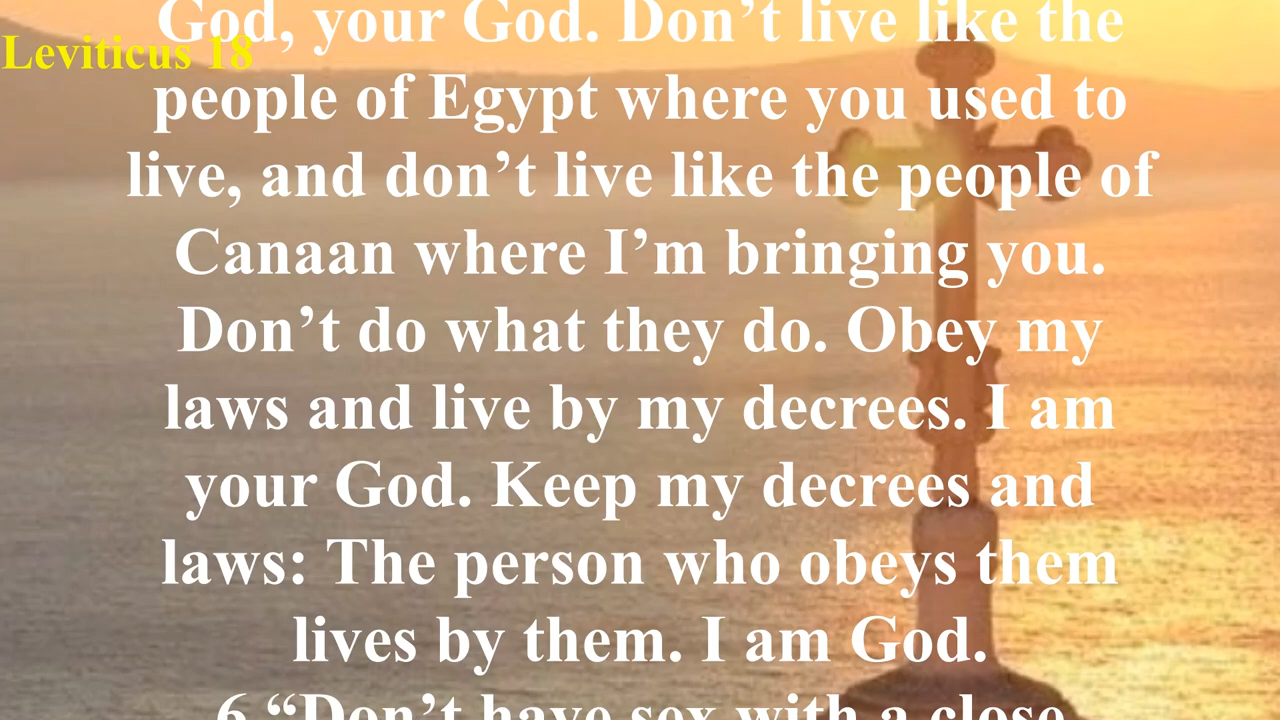 God, your God. Don’t live like the
Leviticus 18
people of Egypt where you used to
live, and don’t live like the people of
Canaan where I’m bringing you.
Don’t do what they do. Obey my
laws and live by my decrees. I am
your God. Keep my decrees and
laws: The person who obeys them
lives by them. I am God.
6 “Don’t have sex with a close